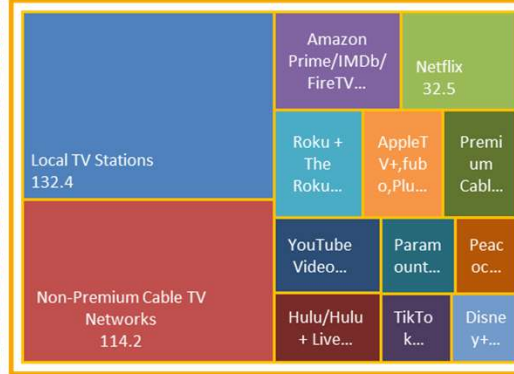 Local TV Stations
132.4
Non-Premium Cable TV
Networks
114.2
Amazon
Prime/IMDb/
FireTV...
Netflix
32.5
Roku +
The
Roku...
AppleT
V+,fub
o,Plu...
Premi
um
Cabl...
YouTube
Video...
Param
ount...
Peac
oc...
Hulu/Hulu
+ Live...
TikTo
k...
Disne
y+...